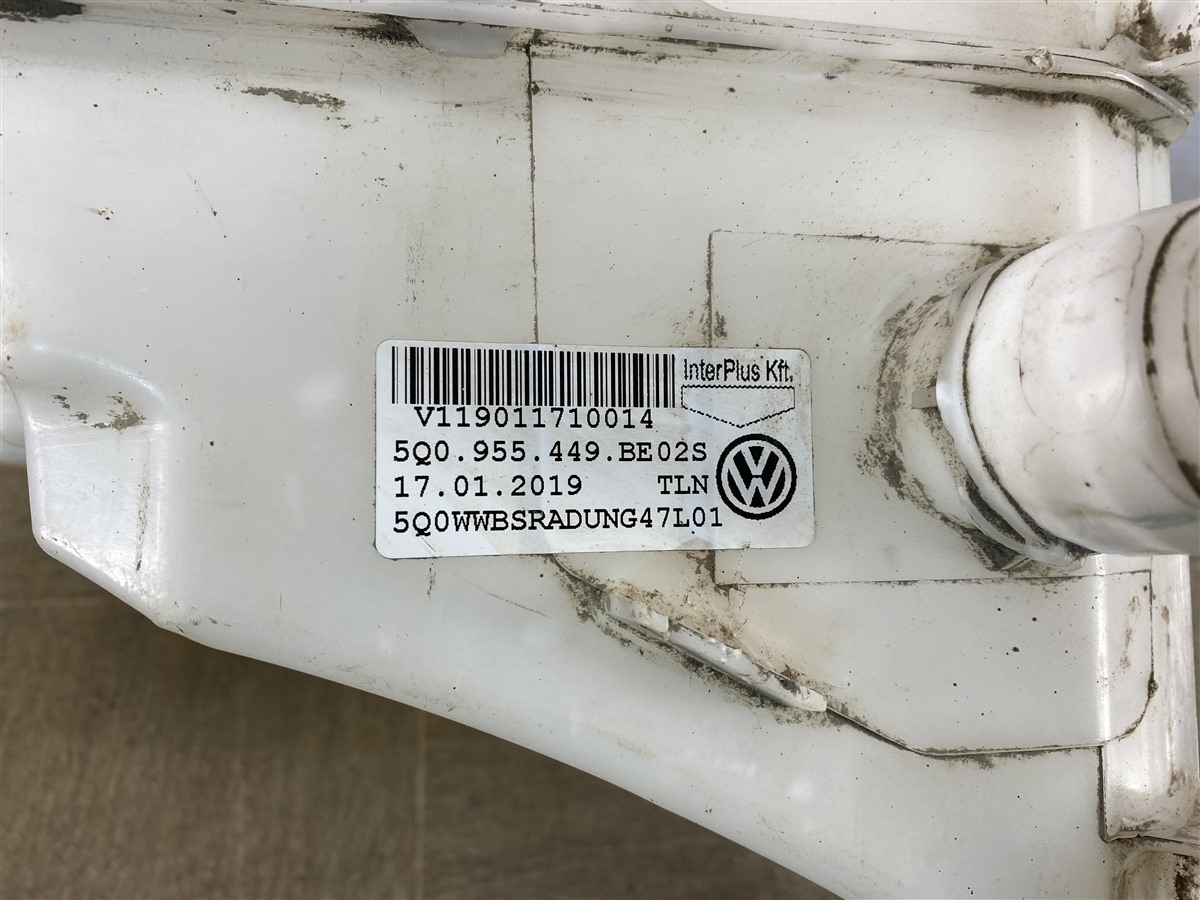 InterPlus Kft.
V119011710014
5Q0.955.449.BE02S
17.01.2019 TLN
5Q0WWBSRADUNG47L01